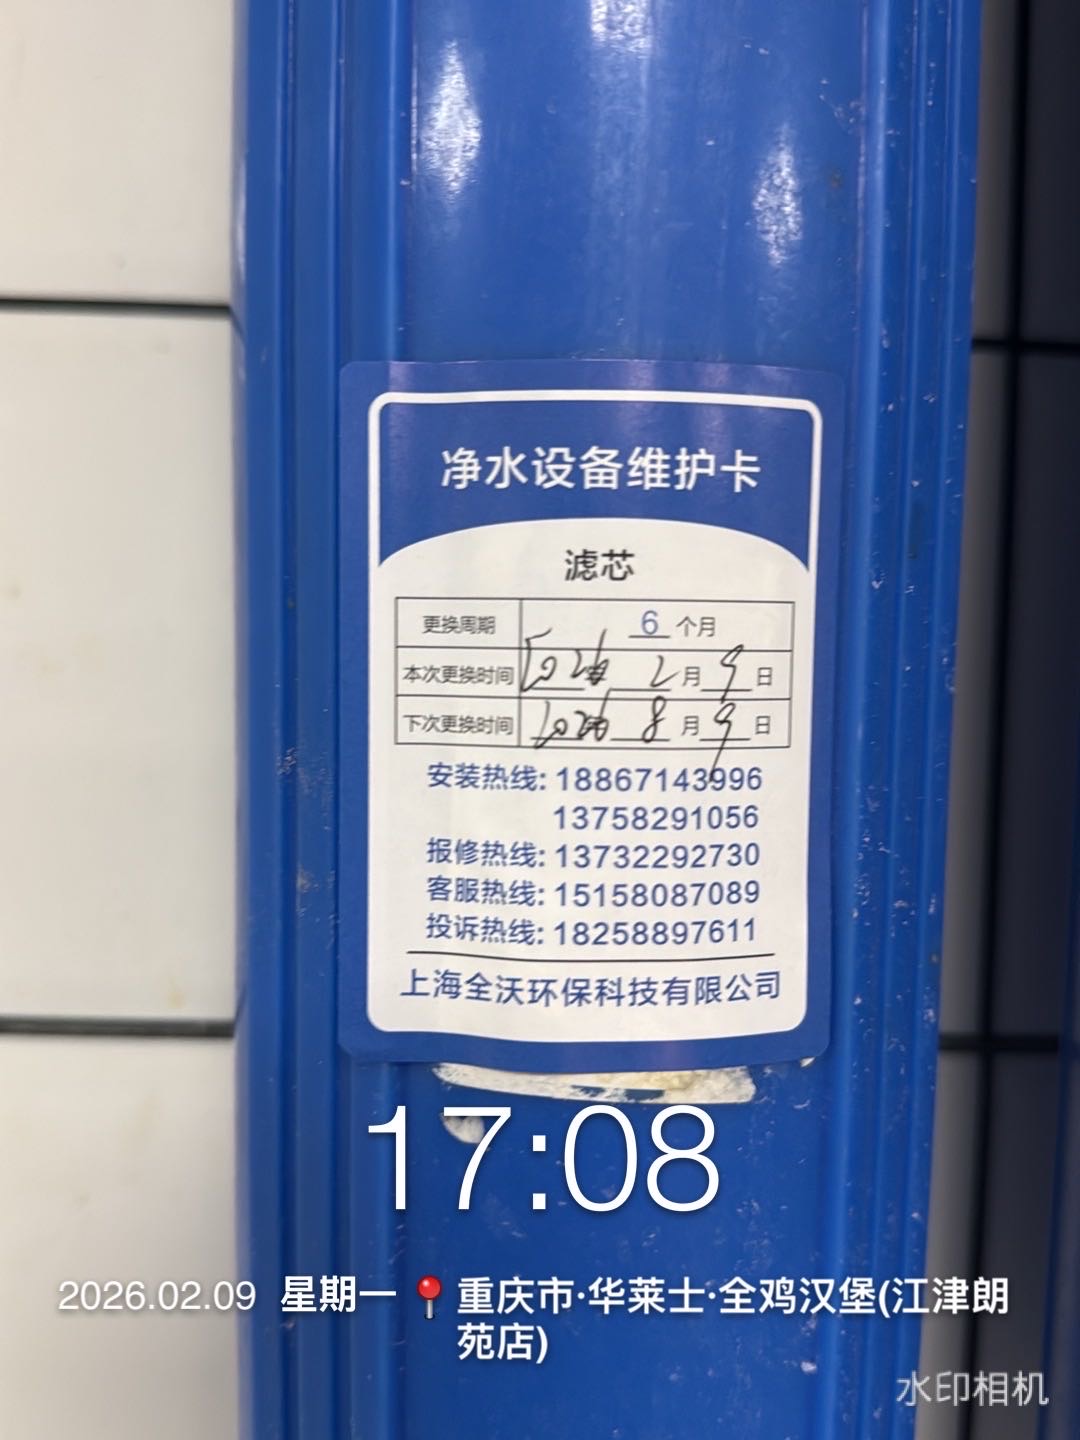 净水设备维护卡
滤芯
更换周期 6 个月
本次更换时间 2026 2 月 9 日
下次更换时间 2026 8 月 9 日
安装热线: 18867143996
13758291056
报修热线: 13732292730
客服热线: 15158087089
投诉热线: 18258897611
上海全沃环保科技有限公司
17:08
2026.02.09 星期一 重庆市·华莱士·全鸡汉堡(江津朗
苑店)
水印相机